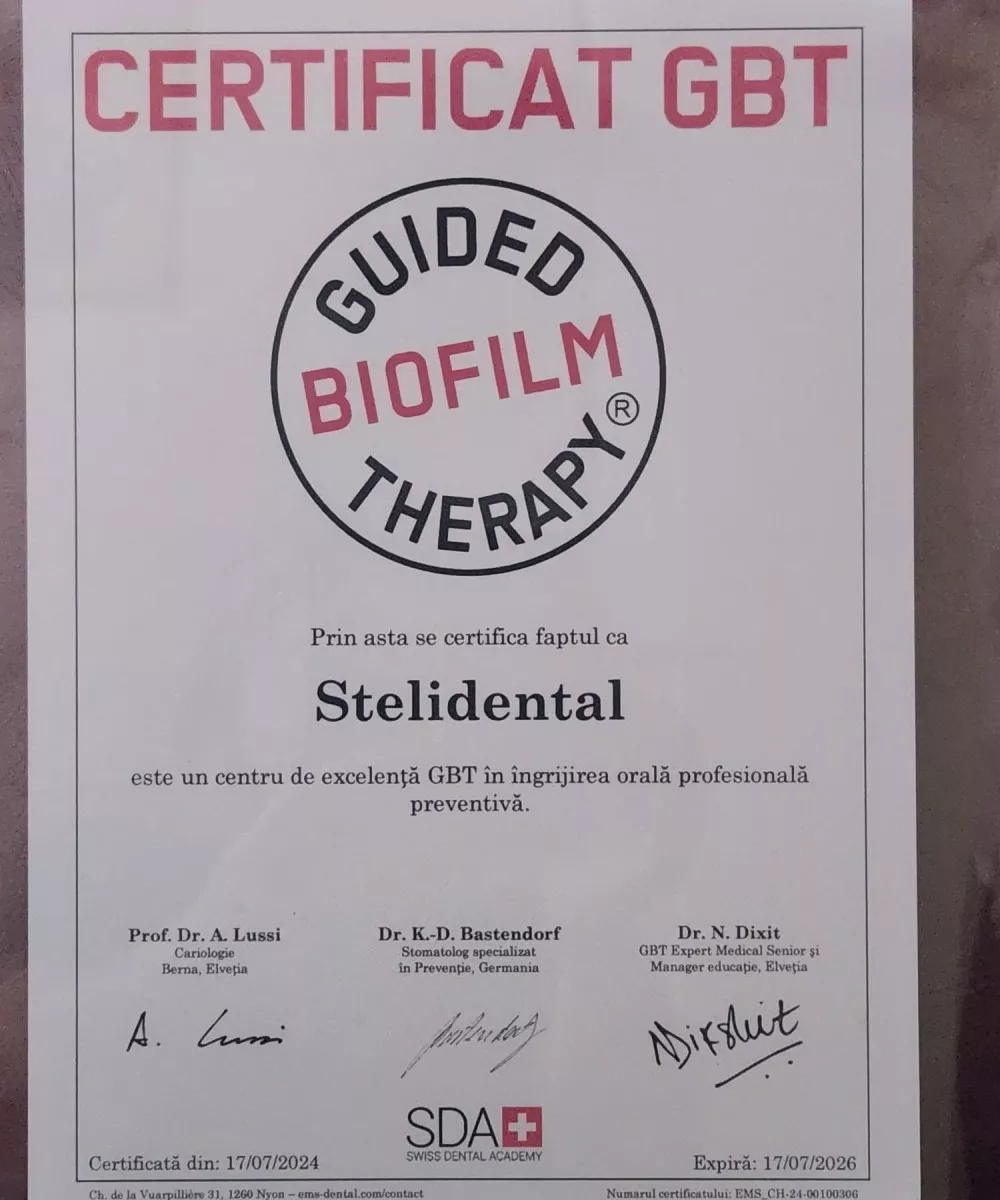 CERTIFICAT GBT
GUIDED
BIOFILM
THERAPY®
Prin asta se certifica faptul ca
Stelidental
este un centru de excelență GBT în îngrijirea orală profesională
preventivă.
Prof. Dr. A. Lussi
Cariologie
Berna, Elveția
Dr. K.-D. Bastendorf
Stomatolog specializat
în Prevenție, Germania
Dr. N. Dixit
GBT Expert Medical Senior și
Manager educație, Elveția
A. Lussi
SDA
SWISS DENTAL ACADEMY
Certificată din: 17/07/2024
Expiră: 17/07/2026
Ch. de la Vuarpillière 31, 1260 Nyon – ems-dental.com/contact
Numarul certificatului: EMS_CH-24-00100306